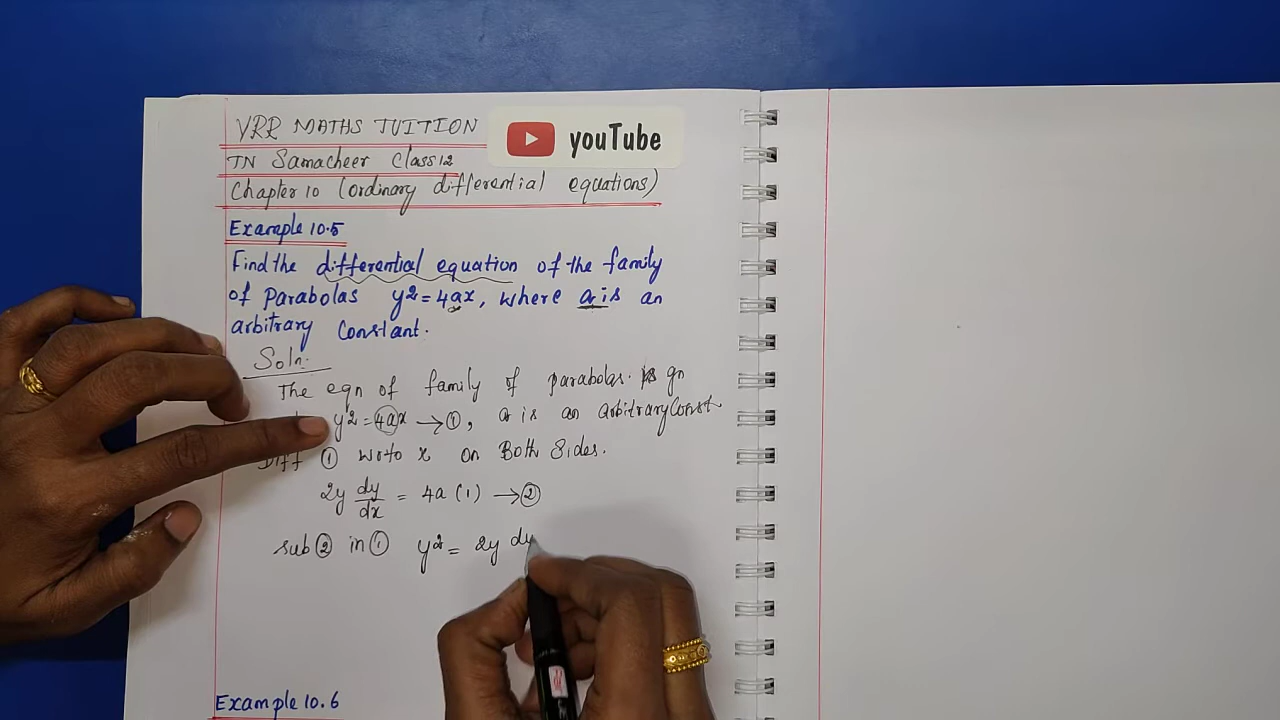 VRR MATHS TUITION
youTube
TN Samacheer Class 12
Chapter 10 (ordinary differential equations)
Example 10.5
Find the differential equation of the family
of Parabolas y² = 4ax, where a is an
arbitrary Constant.
Soln.
The eqn of family of parabolas. is gn
y² = 4ax → ①, a is an arbitrary Const
Diff ① w.r.to x on Both Sides.
2y dy/dx = 4a (1) → ②
sub ② in ① y² = 2y dy
Example 10.6